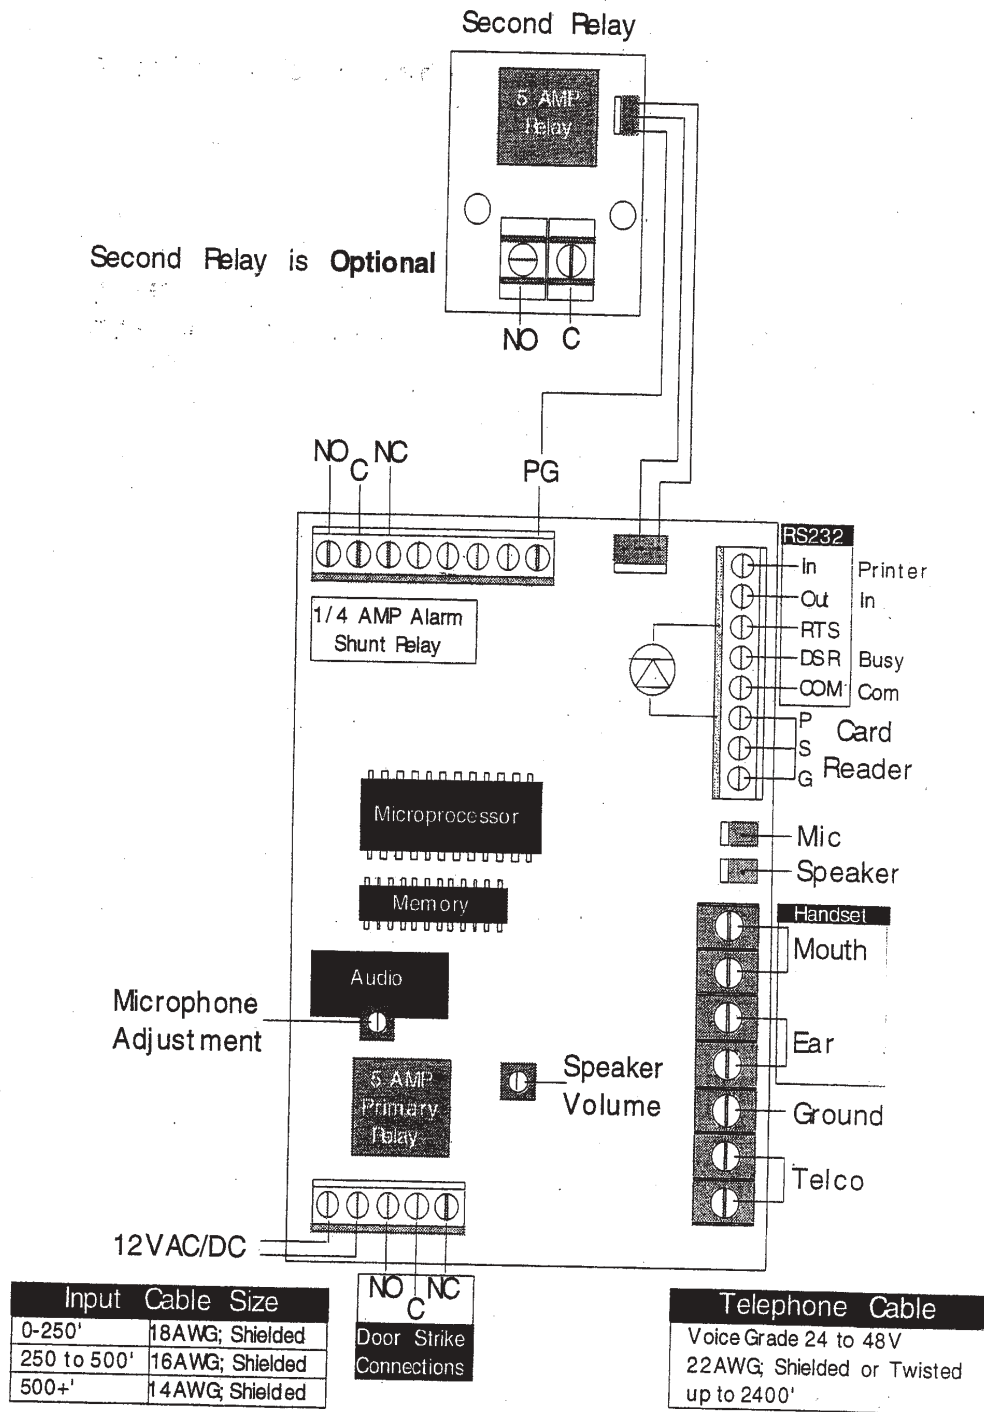 Second Relay
5 AMP
Relay
Second Relay is Optional
NO C
NO C NC
PG
1/4 AMP Alarm
Shunt Relay
RS232
In Printer
Out In
RTS
DSR Busy
COM Com
P
S
G
Card
Reader
Microprocessor
Memory
Audio
Mic
Speaker
Handset
Mouth
Ear
Ground
Telco
Microphone
Adjustment
5 AMP
Primary
Relay
Speaker
Volume
12VAC/DC
NO C NC
Door Strike
Connections
Input Cable Size
0-250' 18AWG; Shielded
250 to 500' 16AWG; Shielded
500+' 14AWG; Shielded
Telephone Cable
Voice Grade 24 to 48V
22AWG; Shielded or Twisted
up to 2400'